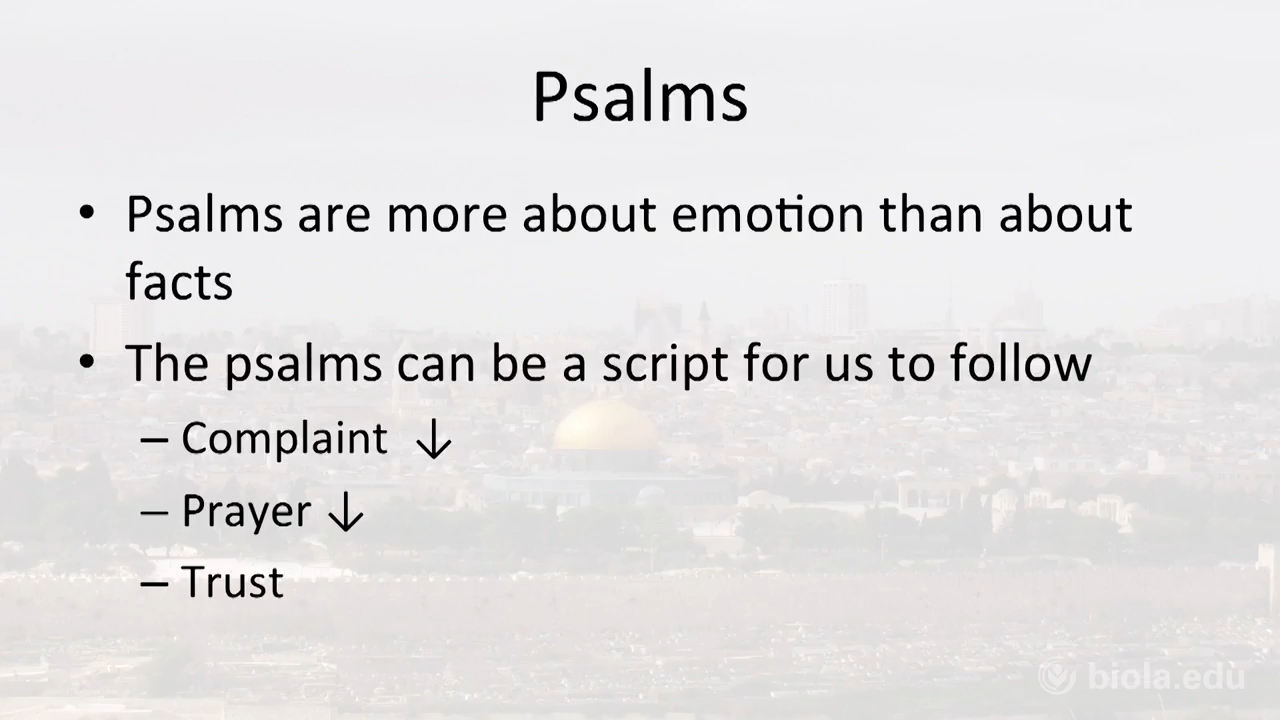 Psalms
• Psalms are more about emotion than about
facts
• The psalms can be a script for us to follow
– Complaint ↓
– Prayer ↓
– Trust
biola.edu